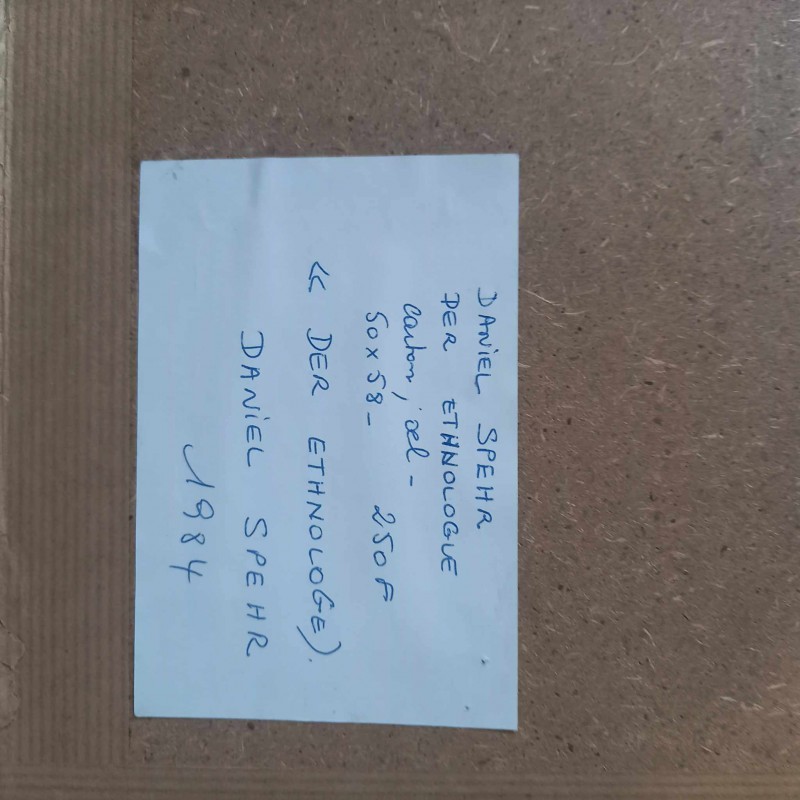 DANIEL SPEHR
DER ETHNOLOGUE
Carton, oel -
50 x 58 - 250 F
« DER ETHNOLOGE).
DANIEL SPEHR
1984